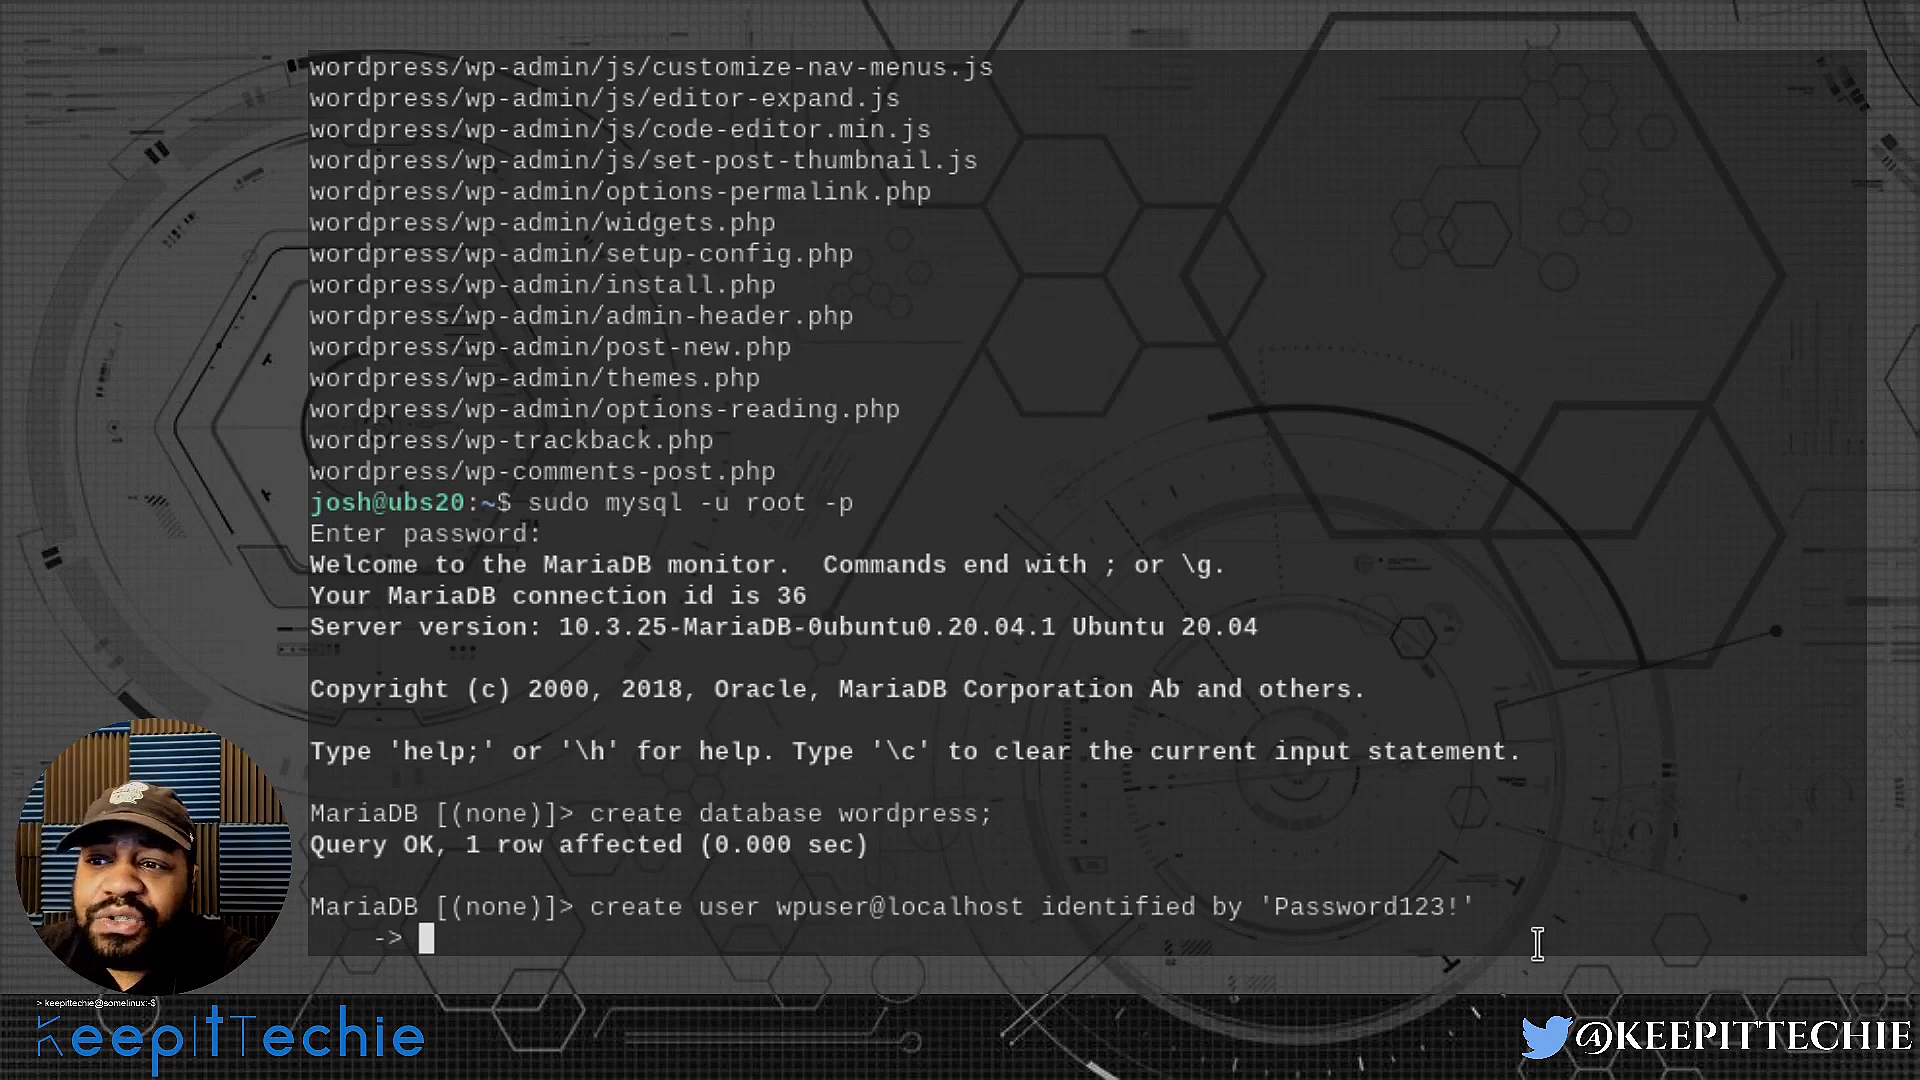 wordpress/wp-admin/js/customize-nav-menus.js
wordpress/wp-admin/js/editor-expand.js
wordpress/wp-admin/js/code-editor.min.js
wordpress/wp-admin/js/set-post-thumbnail.js
wordpress/wp-admin/options-permalink.php
wordpress/wp-admin/widgets.php
wordpress/wp-admin/setup-config.php
wordpress/wp-admin/install.php
wordpress/wp-admin/admin-header.php
wordpress/wp-admin/post-new.php
wordpress/wp-admin/themes.php
wordpress/wp-admin/options-reading.php
wordpress/wp-trackback.php
wordpress/wp-comments-post.php
josh@ubs20:~$ sudo mysql -u root -p
Enter password:
Welcome to the MariaDB monitor.  Commands end with ; or \g.
Your MariaDB connection id is 36
Server version: 10.3.25-MariaDB-0ubuntu0.20.04.1 Ubuntu 20.04
Copyright (c) 2000, 2018, Oracle, MariaDB Corporation Ab and others.
Type 'help;' or '\h' for help. Type '\c' to clear the current input statement.
MariaDB [(none)]> create database wordpress;
Query OK, 1 row affected (0.000 sec)
MariaDB [(none)]> create user wpuser@localhost identified by 'Password123!'
->
> keepittechie@somelinux:~$
KeepItTechie
@KEEPITTECHIE